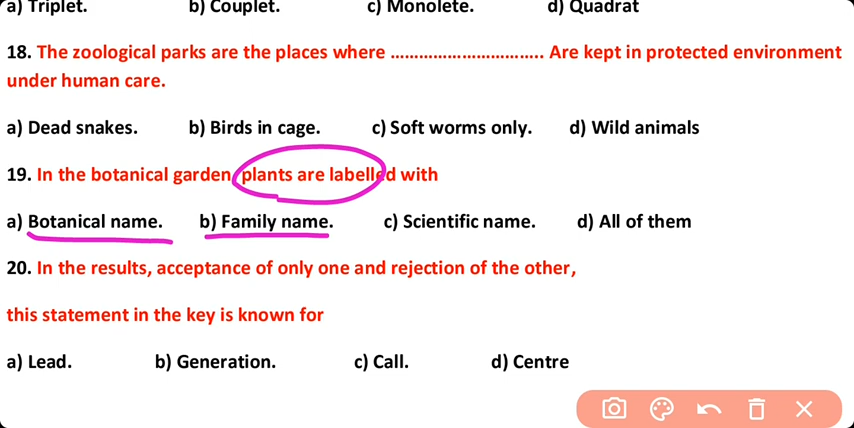 a) Triplet. b) Couplet. c) Monolete. d) Quadrat
18. The zoological parks are the places where ................................ Are kept in protected environment
under human care.
a) Dead snakes. b) Birds in cage. c) Soft worms only. d) Wild animals
19. In the botanical garden, plants are labelled with
a) Botanical name. b) Family name. c) Scientific name. d) All of them
20. In the results, acceptance of only one and rejection of the other,
this statement in the key is known for
a) Lead. b) Generation. c) Call. d) Centre